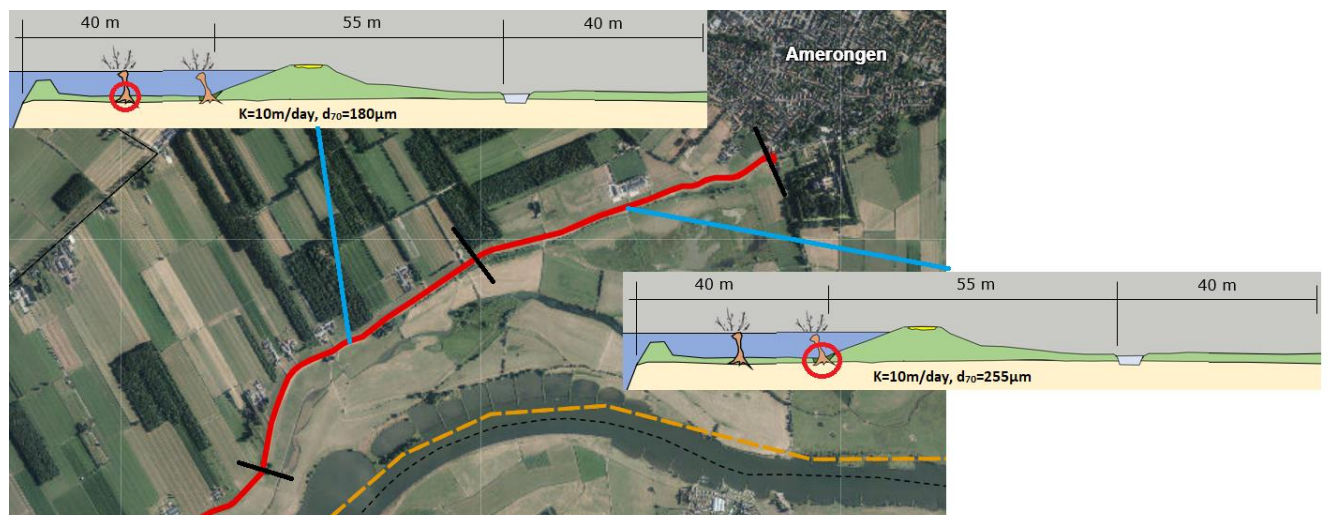 40 m 55 m 40 m
K=10m/day, d₇₀=180μm
Amerongen
40 m 55 m 40 m
K=10m/day, d₇₀=255μm